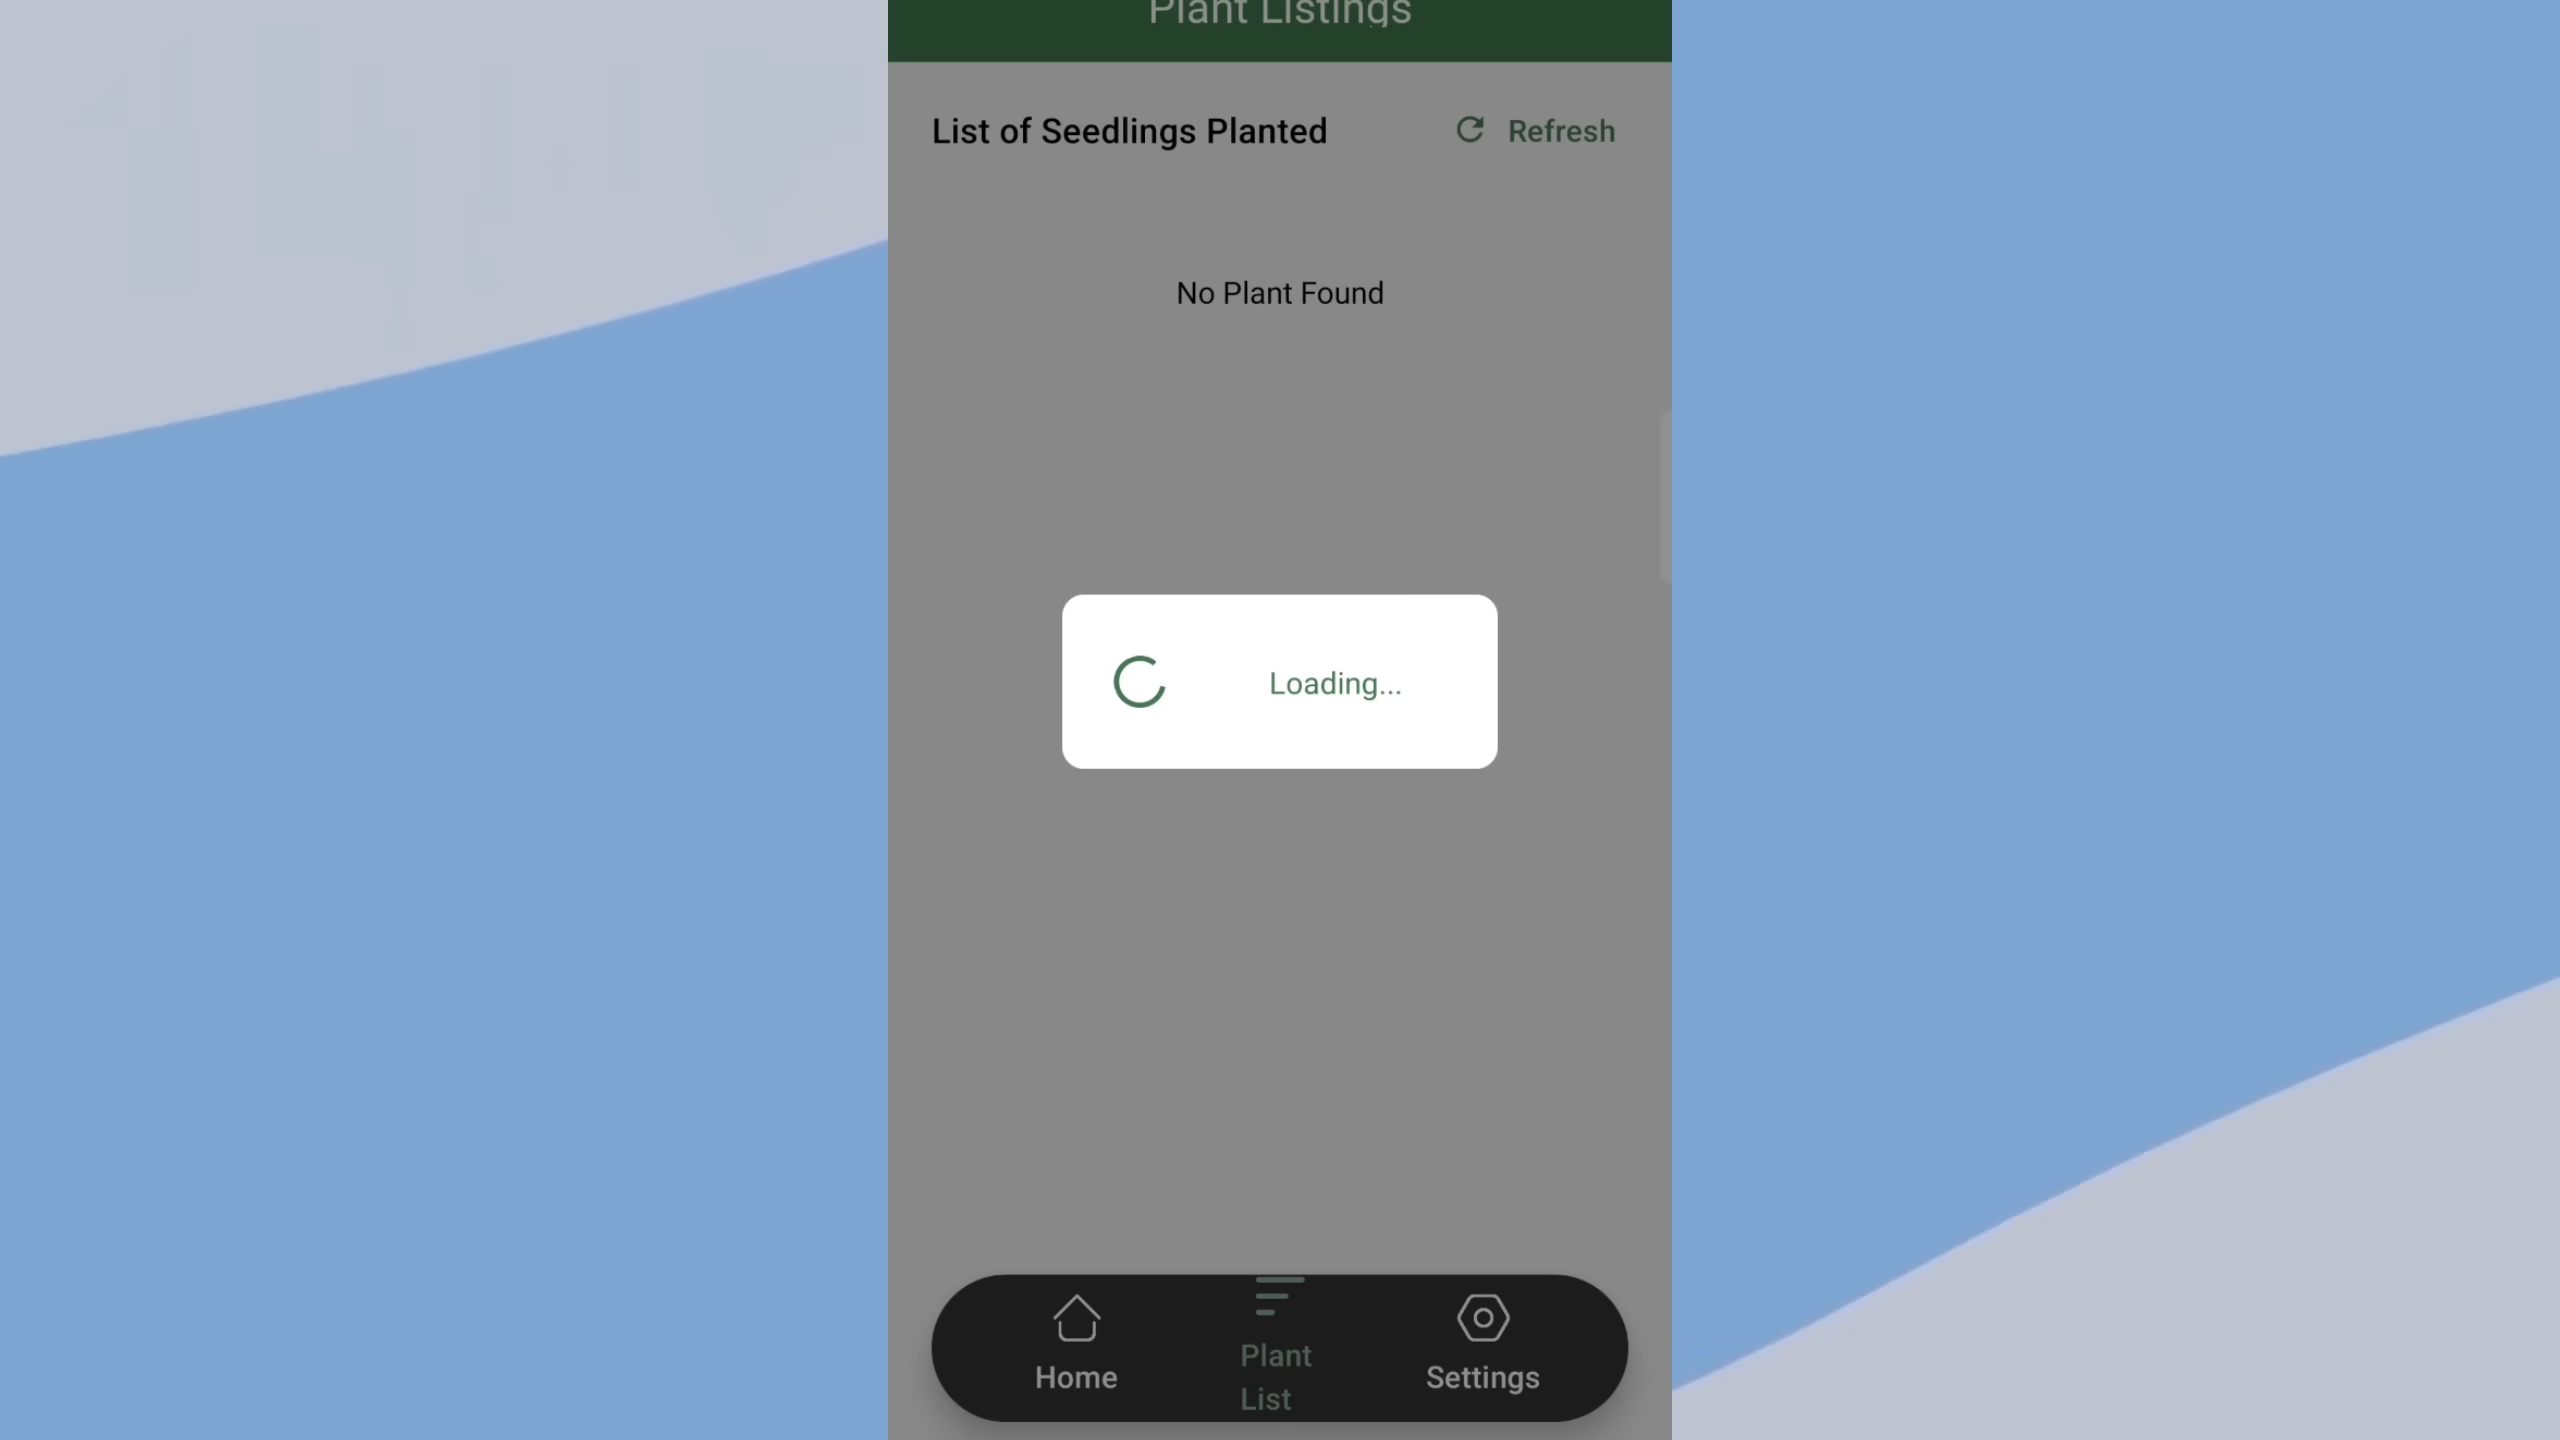 Plant Listings
List of Seedlings Planted
Refresh
No Plant Found
Loading...
Home
Plant
List
Settings